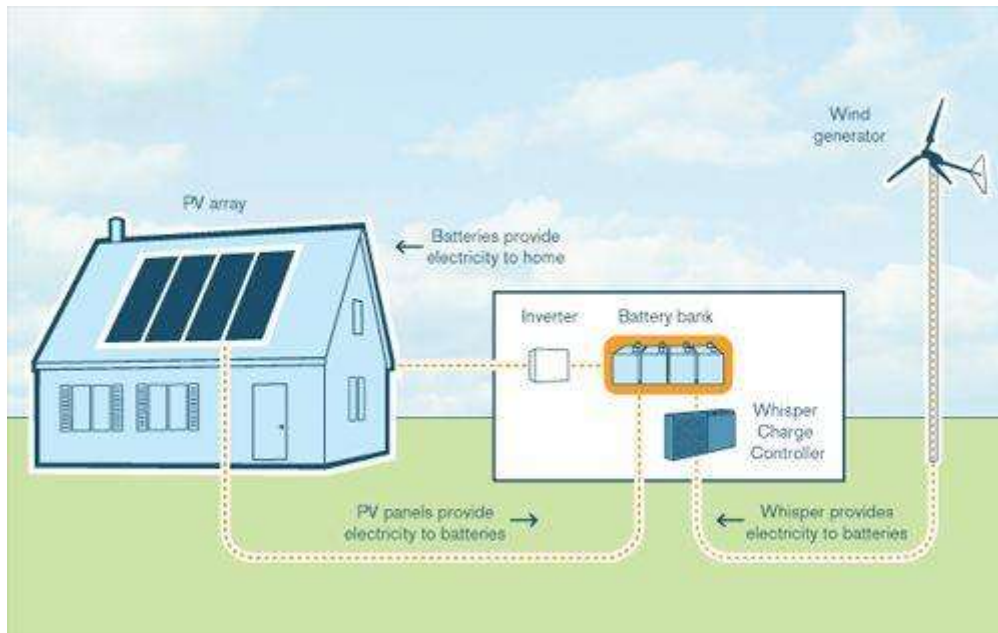 Wind
generator
PV array
Batteries provide
electricity to home
Inverter
Battery bank
Whisper
Charge
Controller
PV panels provide
electricity to batteries
Whisper provides
electricity to batteries